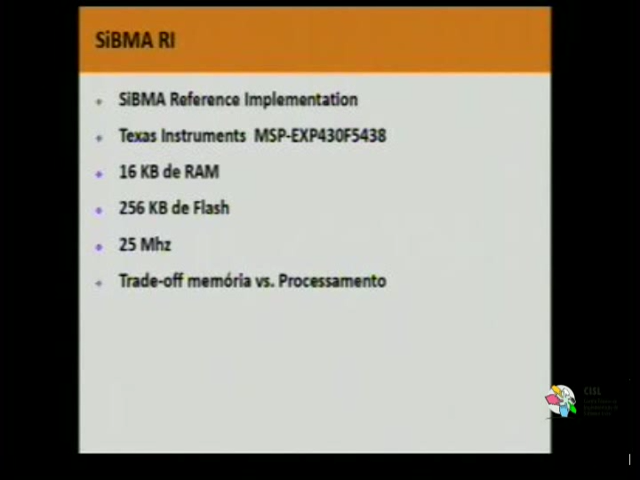 SiBMA RI
SiBMA Reference Implementation
Texas Instruments MSP-EXP430F5438
16 KB de RAM
256 KB de Flash
25 Mhz
Trade-off memória vs. Processamento
CISL